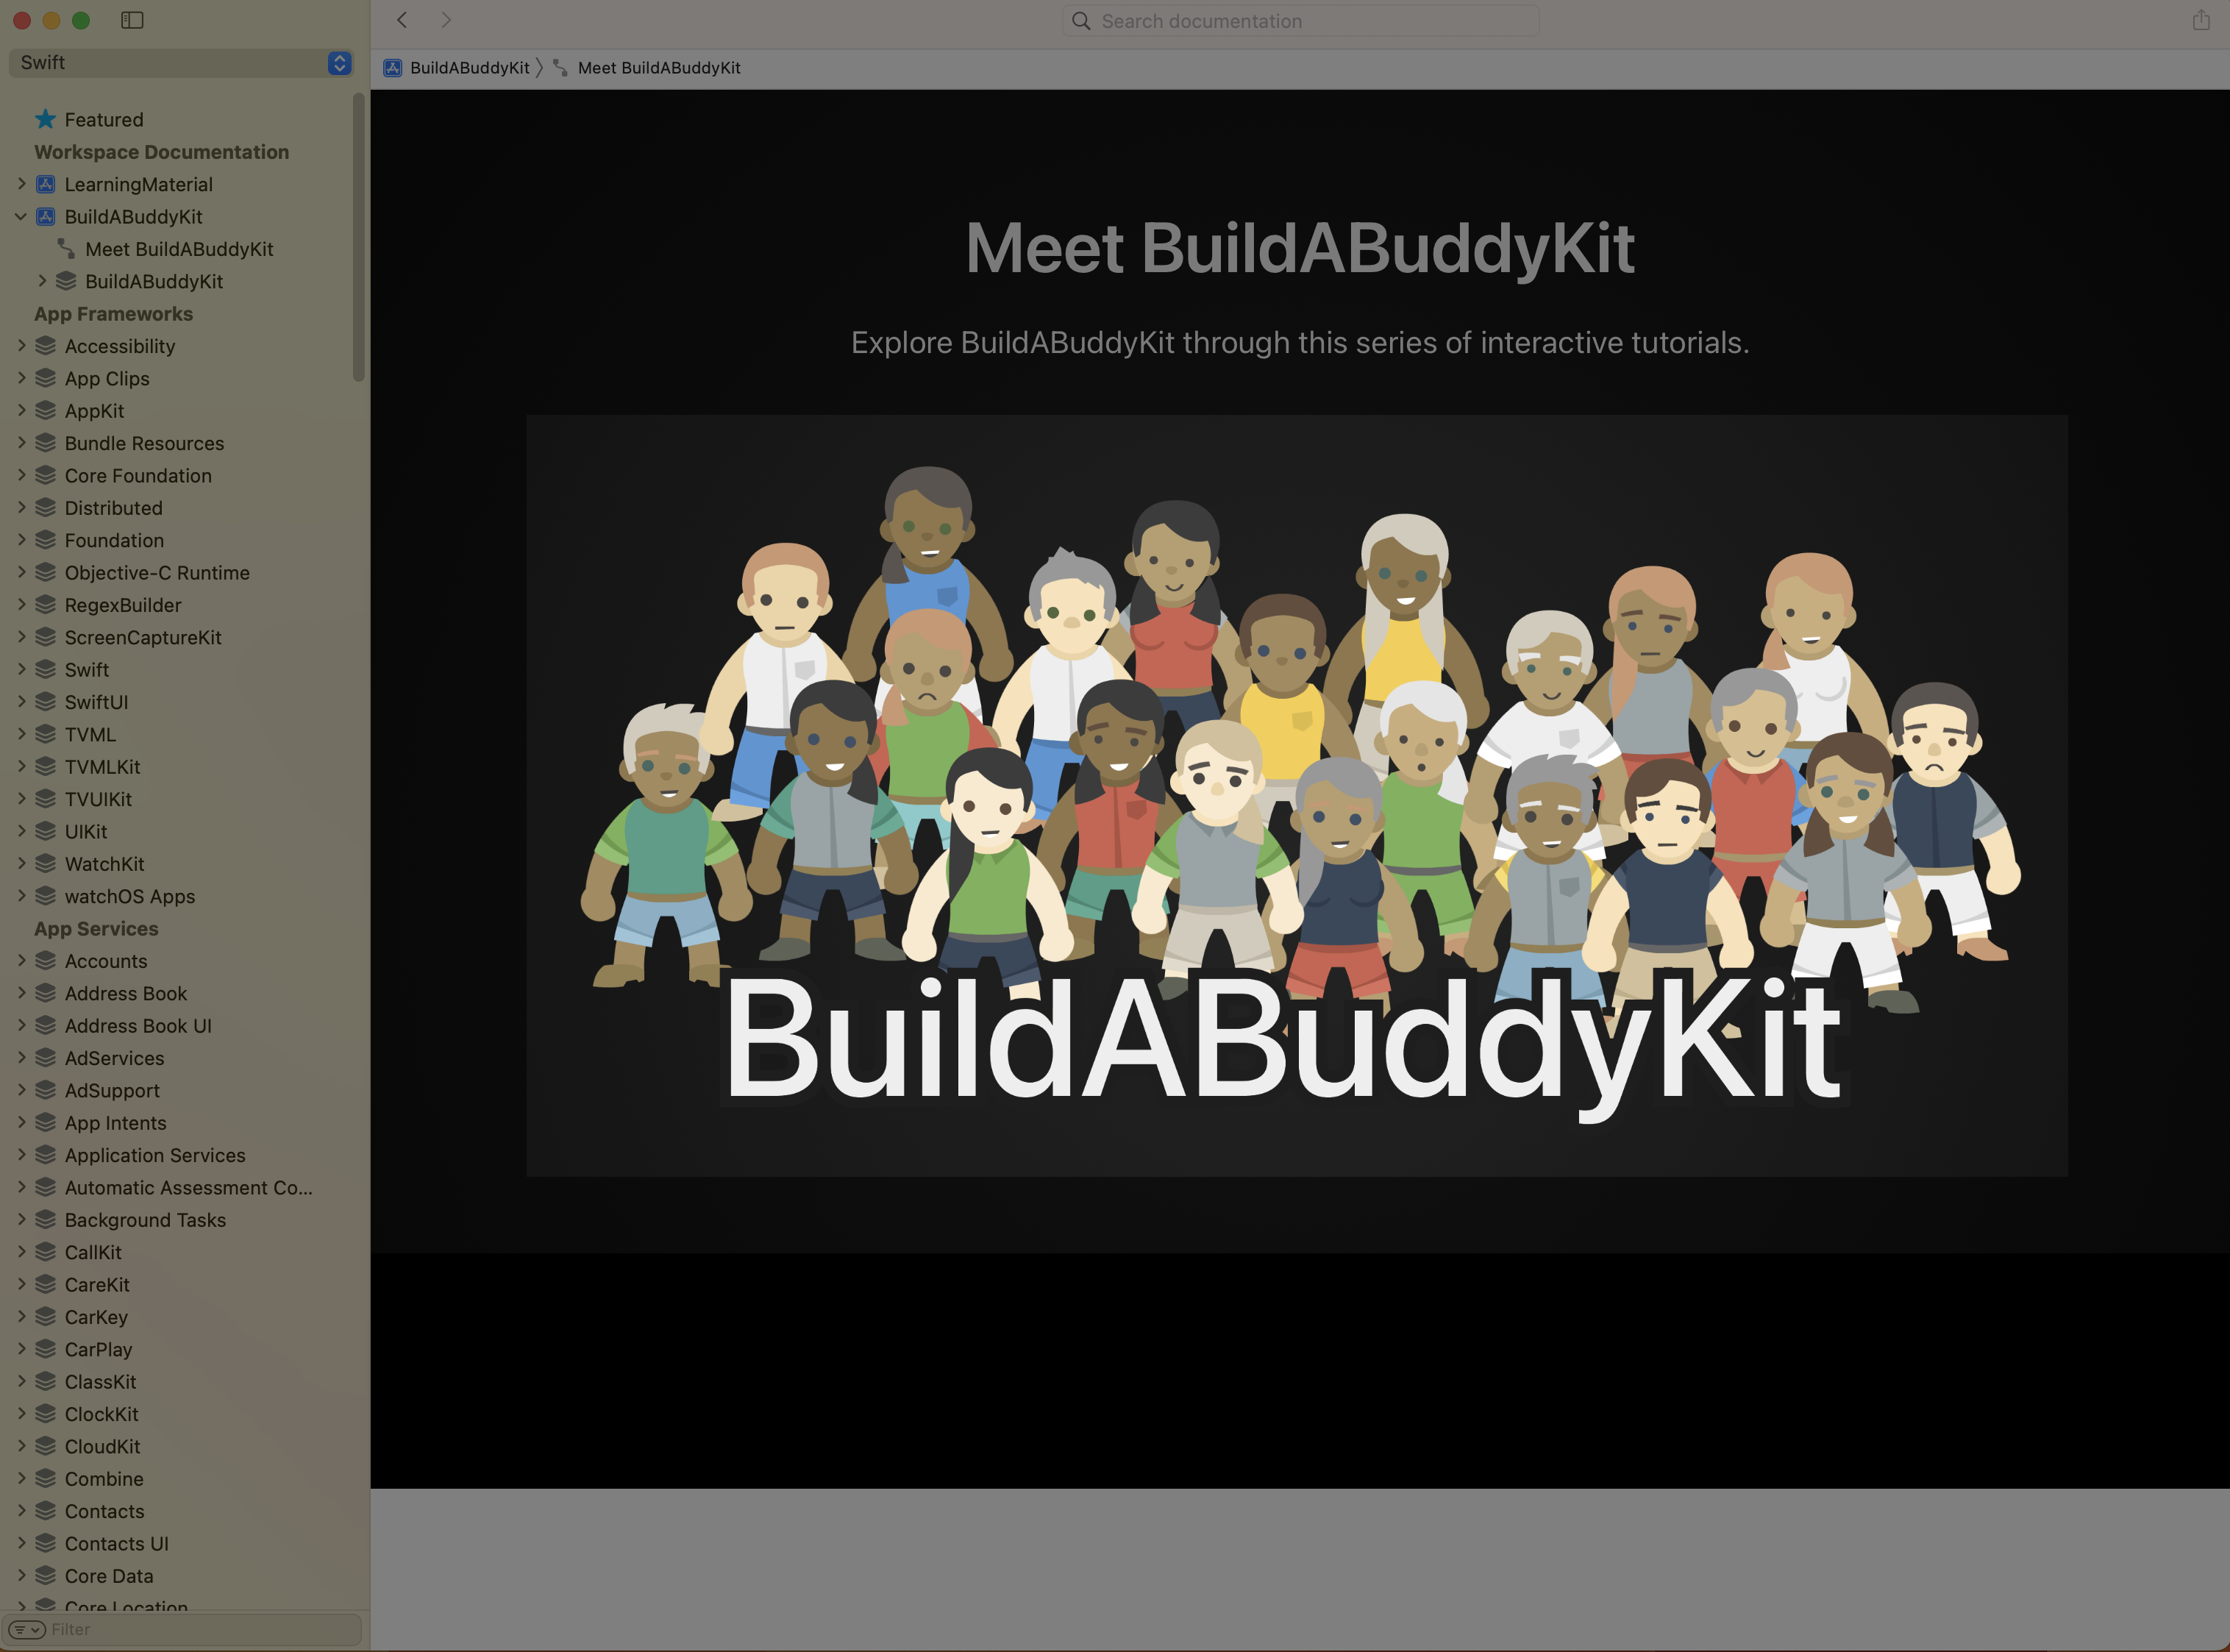 Search documentation
Swift
BuildABuddyKit
Meet BuildABuddyKit
Featured
Workspace Documentation
LearningMaterial
BuildABuddyKit
Meet BuildABuddyKit
BuildABuddyKit
App Frameworks
Accessibility
App Clips
AppKit
Bundle Resources
Core Foundation
Distributed
Foundation
Objective-C Runtime
RegexBuilder
ScreenCaptureKit
Swift
SwiftUI
TVML
TVMLKit
TVUIKit
UIKit
WatchKit
watchOS Apps
App Services
Accounts
Address Book
Address Book UI
AdServices
AdSupport
App Intents
Application Services
Automatic Assessment Co...
Background Tasks
CallKit
CareKit
CarKey
CarPlay
ClassKit
ClockKit
CloudKit
Combine
Contacts
Contacts UI
Core Data
Core Location
Filter
Meet BuildABuddyKit
Explore BuildABuddyKit through this series of interactive tutorials.
BuildABuddyKit